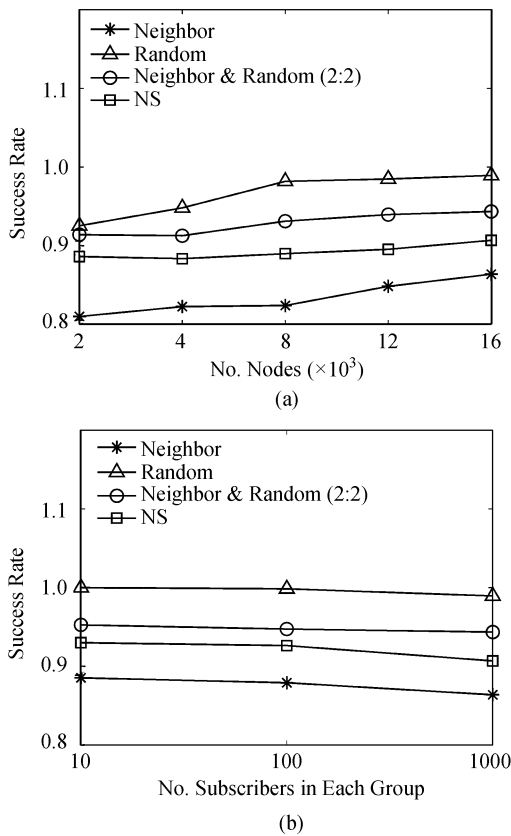 Neighbor
Random
Neighbor & Random (2:2)
NS
Success Rate
1.1
1.0
0.9
0.8
2 4 8 12 16
No. Nodes (×10³)
(a)
Neighbor
Random
Neighbor & Random (2:2)
NS
Success Rate
1.1
1.0
0.9
0.8
10 100 1000
No. Subscribers in Each Group
(b)